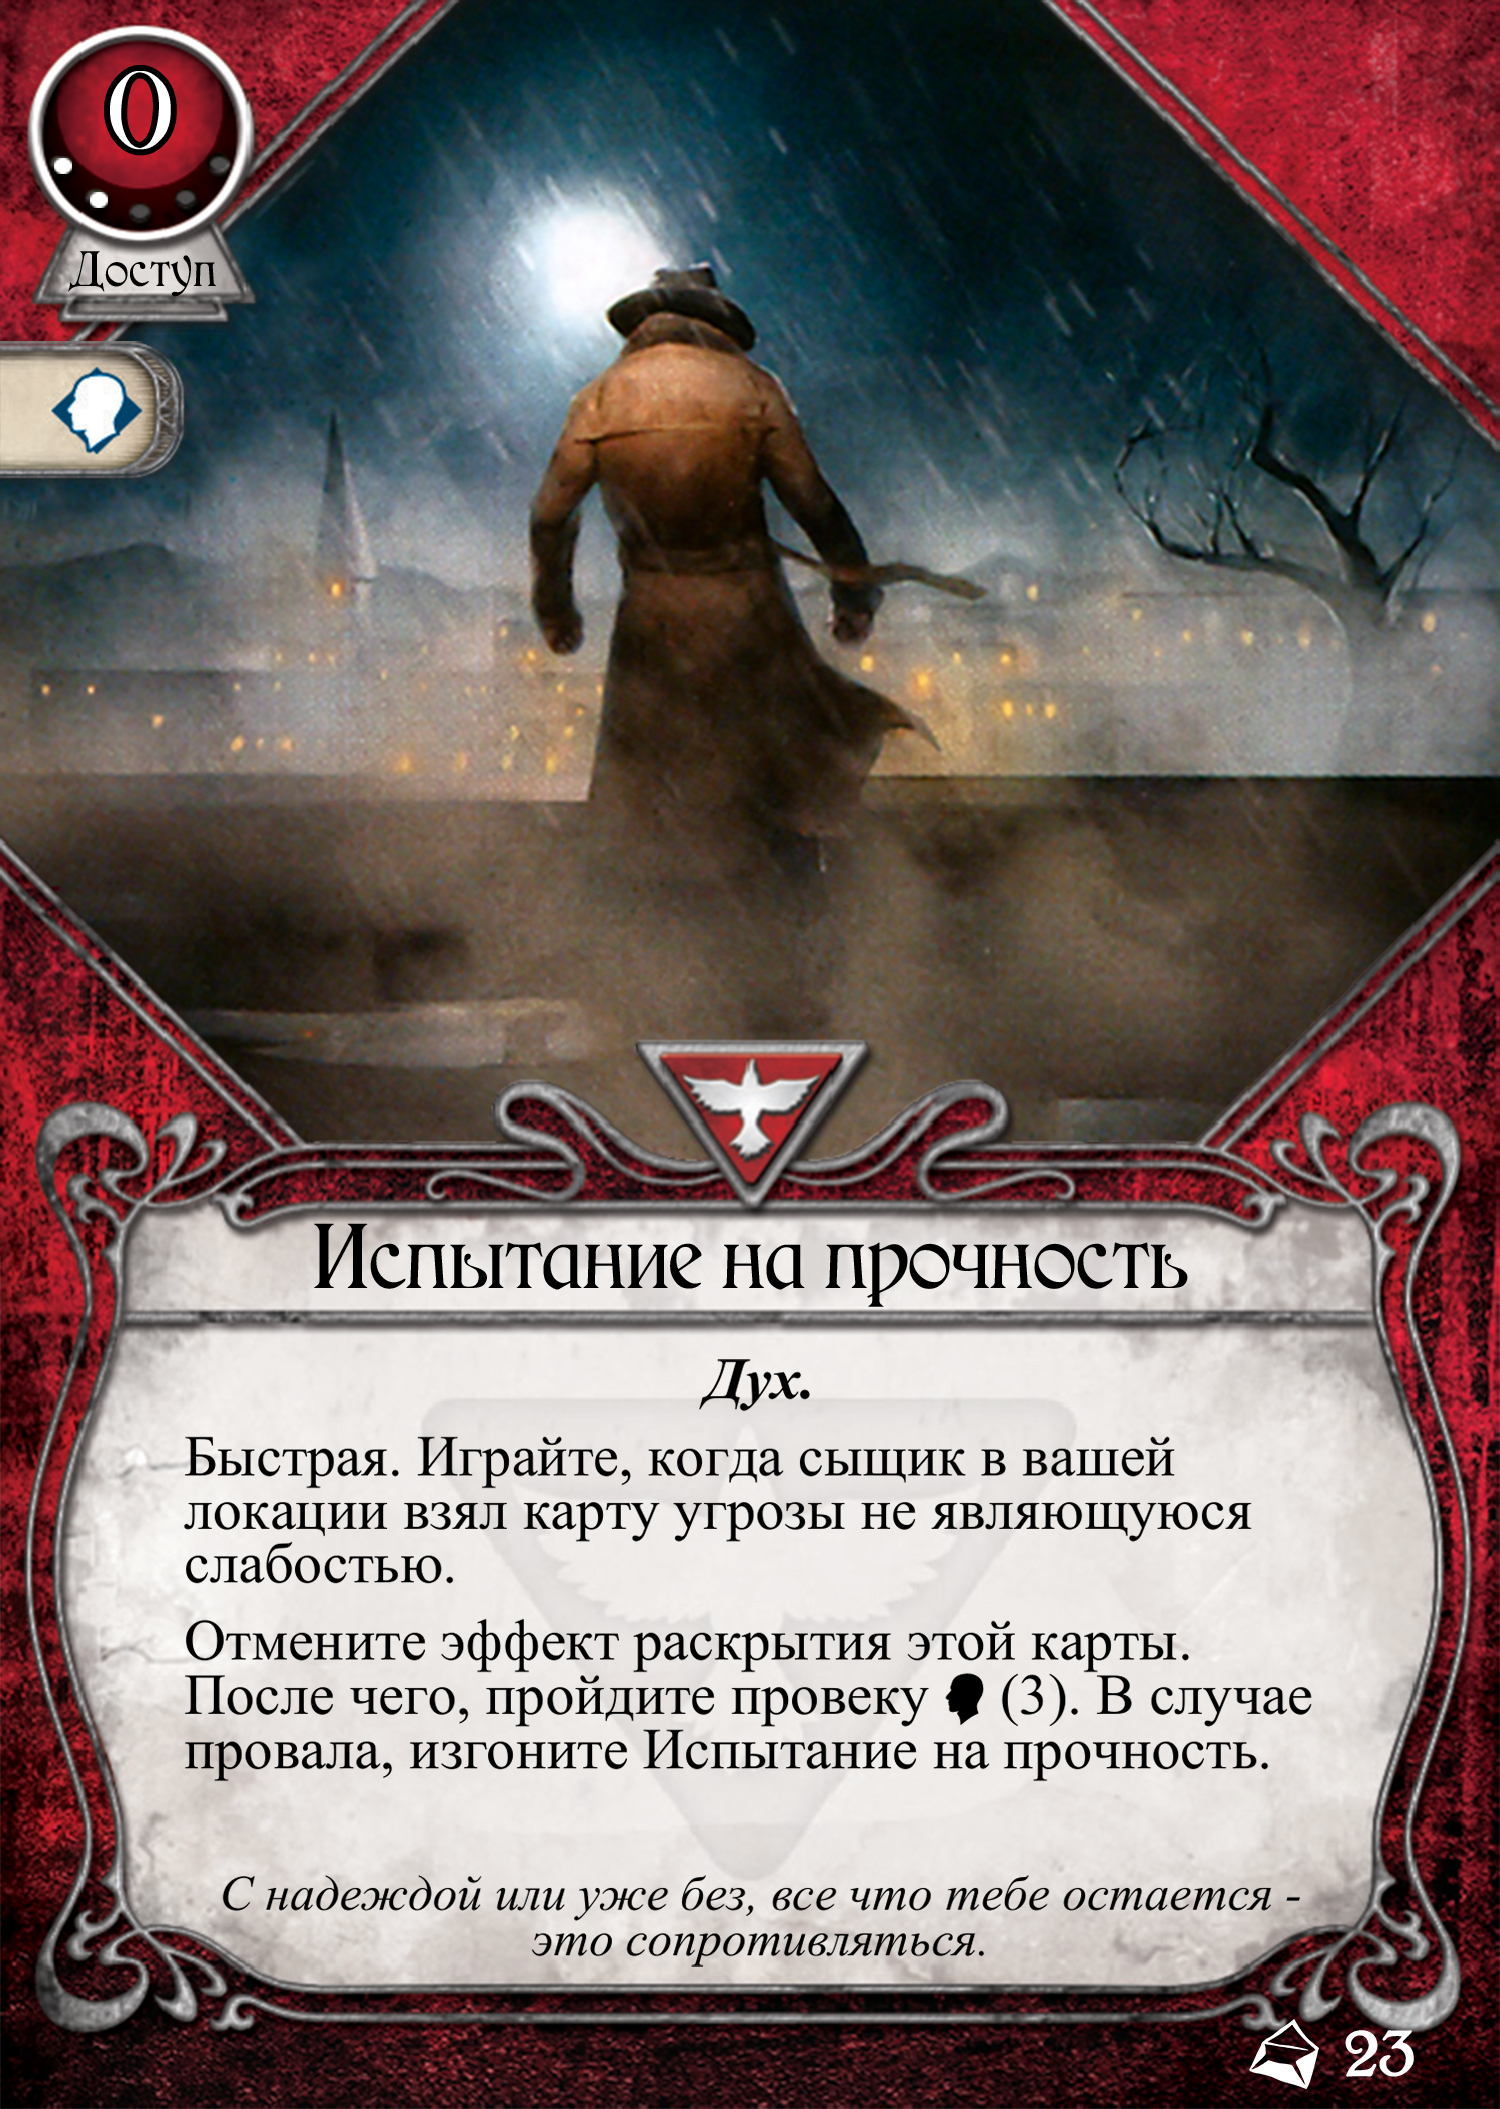 0
Доступ
Испытание на прочность
Дух.
Быстрая. Играйте, когда сыщик в вашей
локации взял карту угрозы не являющуюся
слабостью.
Отмените эффект раскрытия этой карты.
После чего, пройдите провеку (3). В случае
провала, изгоните Испытание на прочность.
С надеждой или уже без, все что тебе остается -
это сопротивляться.
23